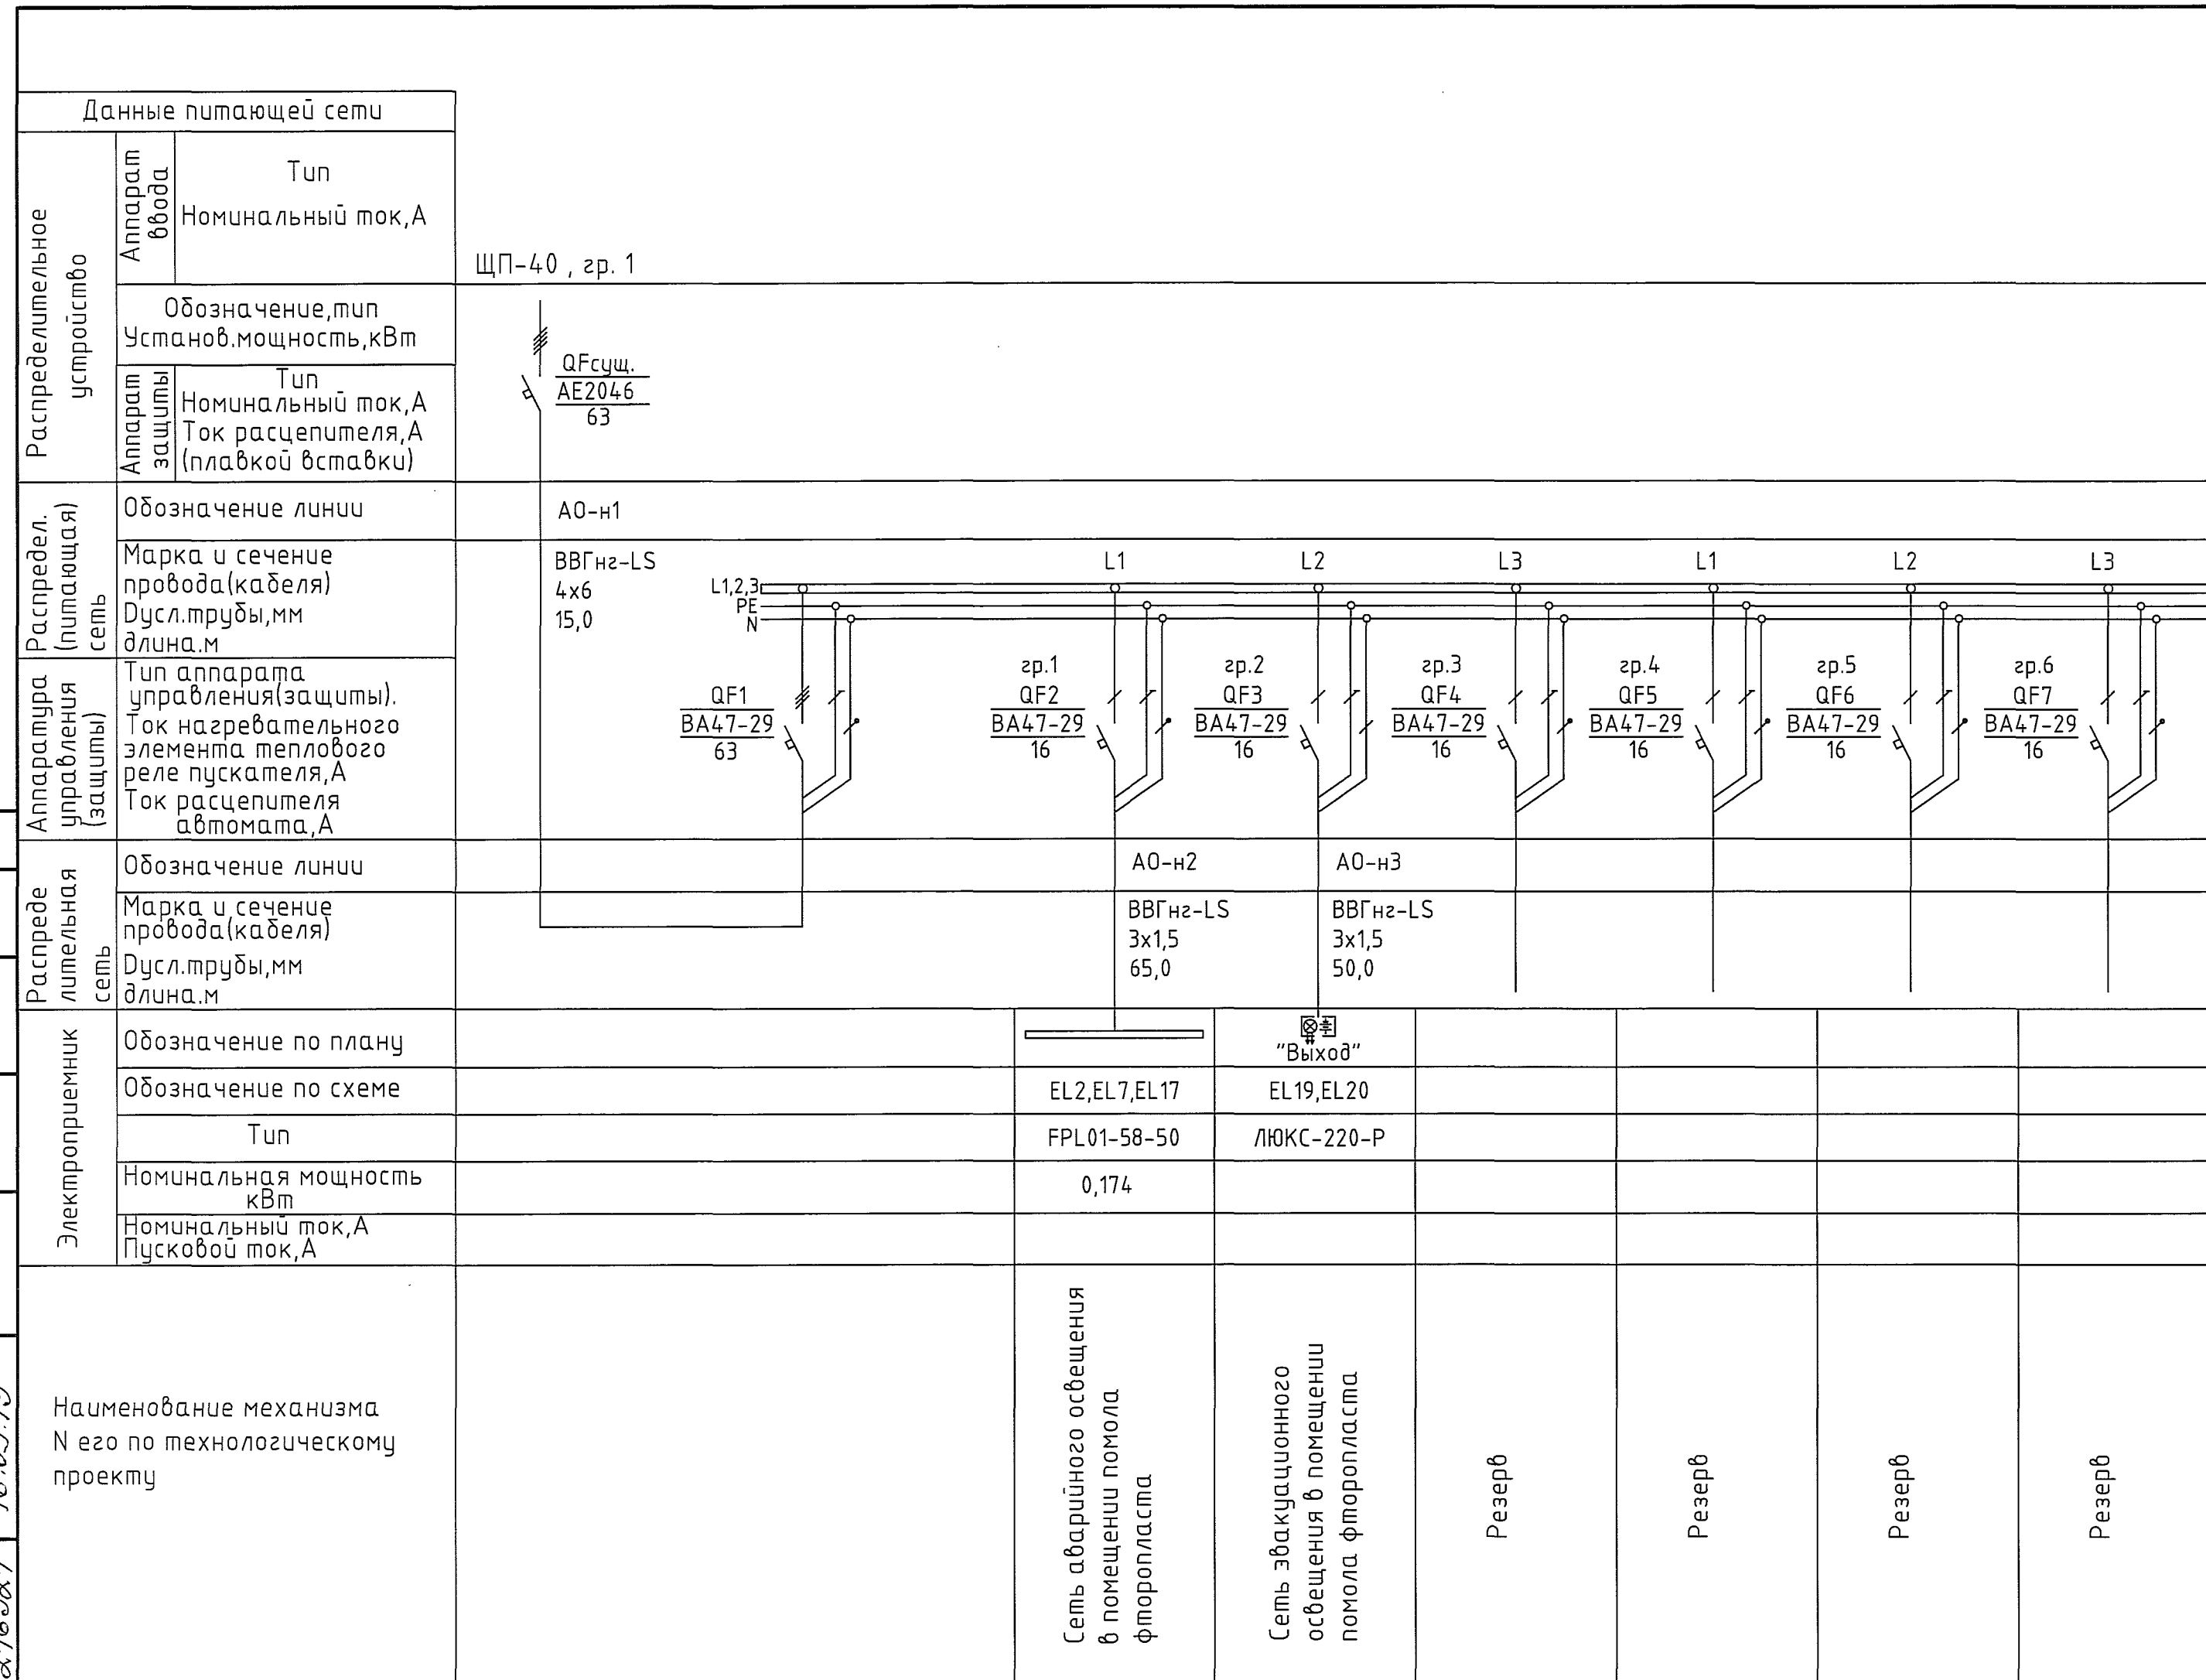 Данные питающей сети
Распределительное
устройство
Аппарат
ввода
Тип
Номинальный ток,А
ЩП-40 , гр. 1
Обозначение,тип
Установ.мощность,кВт
Аппарат
защиты
Тип
Номинальный ток,А
Ток расцепителя,А
(плавкой вставки)
QFсущ.
АЕ2046
63
Распредел.
(питающая)
сеть
Обозначение линии
АО-н1
Марка и сечение
провода(кабеля)
Dусл.трубы,мм
длина.м
ВВГнг-LS
4х6
15,0
L1,2,3
PE
N
L1
L2
L3
L1
L2
L3
Аппаратура
управления
(защиты)
Тип аппарата
управления(защиты).
Ток нагревательного
элемента теплового
реле пускателя,А
Ток расцепителя
автомата,А
QF1
ВА47-29
63
гр.1
QF2
ВА47-29
16
гр.2
QF3
ВА47-29
16
гр.3
QF4
ВА47-29
16
гр.4
QF5
ВА47-29
16
гр.5
QF6
ВА47-29
16
гр.6
QF7
ВА47-29
16
Распреде
лительная
сеть
Обозначение линии
АО-н2
АО-н3
Марка и сечение
провода(кабеля)
Dусл.трубы,мм
длина.м
ВВГнг-LS
3х1,5
65,0
ВВГнг-LS
3х1,5
50,0
Электроприемник
Обозначение по плану
"Выход"
Обозначение по схеме
EL2,EL7,EL17
EL19,EL20
Тип
FPL01-58-50
ЛЮКС-220-Р
Номинальная мощность
кВт
0,174
Номинальный ток,А
Пусковой ток,А
Наименование механизма
N его по технологическому
проекту
Сеть аварийного освещения
в помещении помола
фторопласта
Сеть эвакуационного
освещения в помещении
помола фторопласта
Резерв
Резерв
Резерв
Резерв